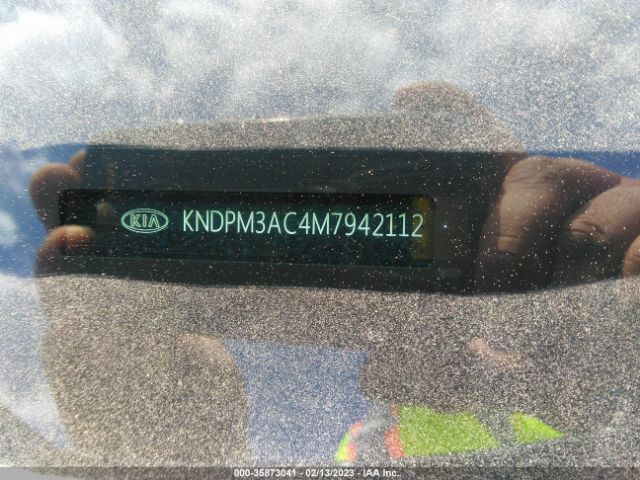 KIA KNDPM3AC4M7942112
000-35873041 - 02/13/2023 - IAA Inc.